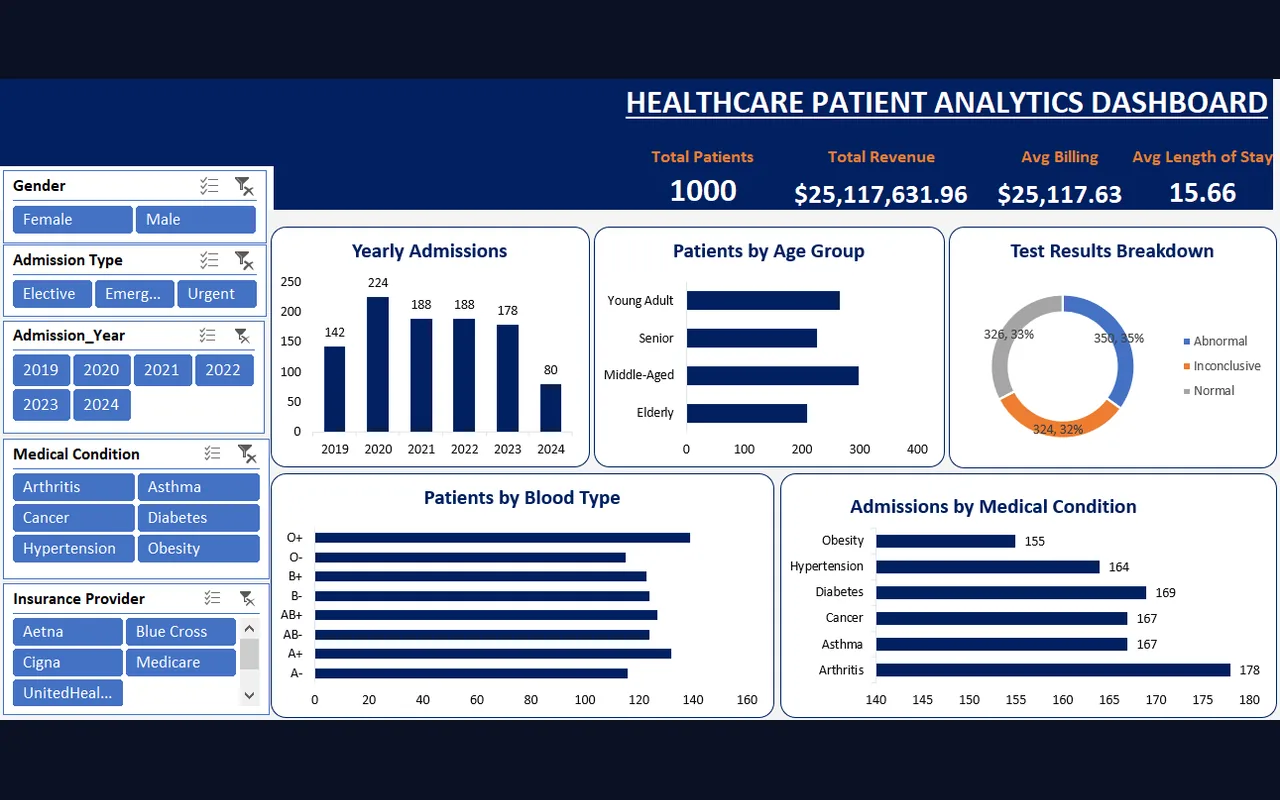 HEALTHCARE PATIENT ANALYTICS DASHBOARD
Total Patients
1000
Total Revenue
$25,117,631.96
Avg Billing
$25,117.63
Avg Length of Stay
15.66
Gender
Female
Male
Admission Type
Elective
Emerg...
Urgent
Admission_Year
2019
2020
2021
2022
2023
2024
Medical Condition
Arthritis
Asthma
Cancer
Diabetes
Hypertension
Obesity
Insurance Provider
Aetna
Blue Cross
Cigna
Medicare
UnitedHeal...
Yearly Admissions
250
200
150
100
50
0
142
224
188
188
178
80
2019
2020
2021
2022
2023
2024
Patients by Age Group
Young Adult
Senior
Middle-Aged
Elderly
0
100
200
300
400
Test Results Breakdown
326, 33%
350, 35%
324, 32%
Abnormal
Inconclusive
Normal
Patients by Blood Type
O+
O-
B+
B-
AB+
AB-
A+
A-
0
20
40
60
80
100
120
140
160
Admissions by Medical Condition
Obesity
155
Hypertension
164
Diabetes
169
Cancer
167
Asthma
167
Arthritis
178
140
145
150
155
160
165
170
175
180